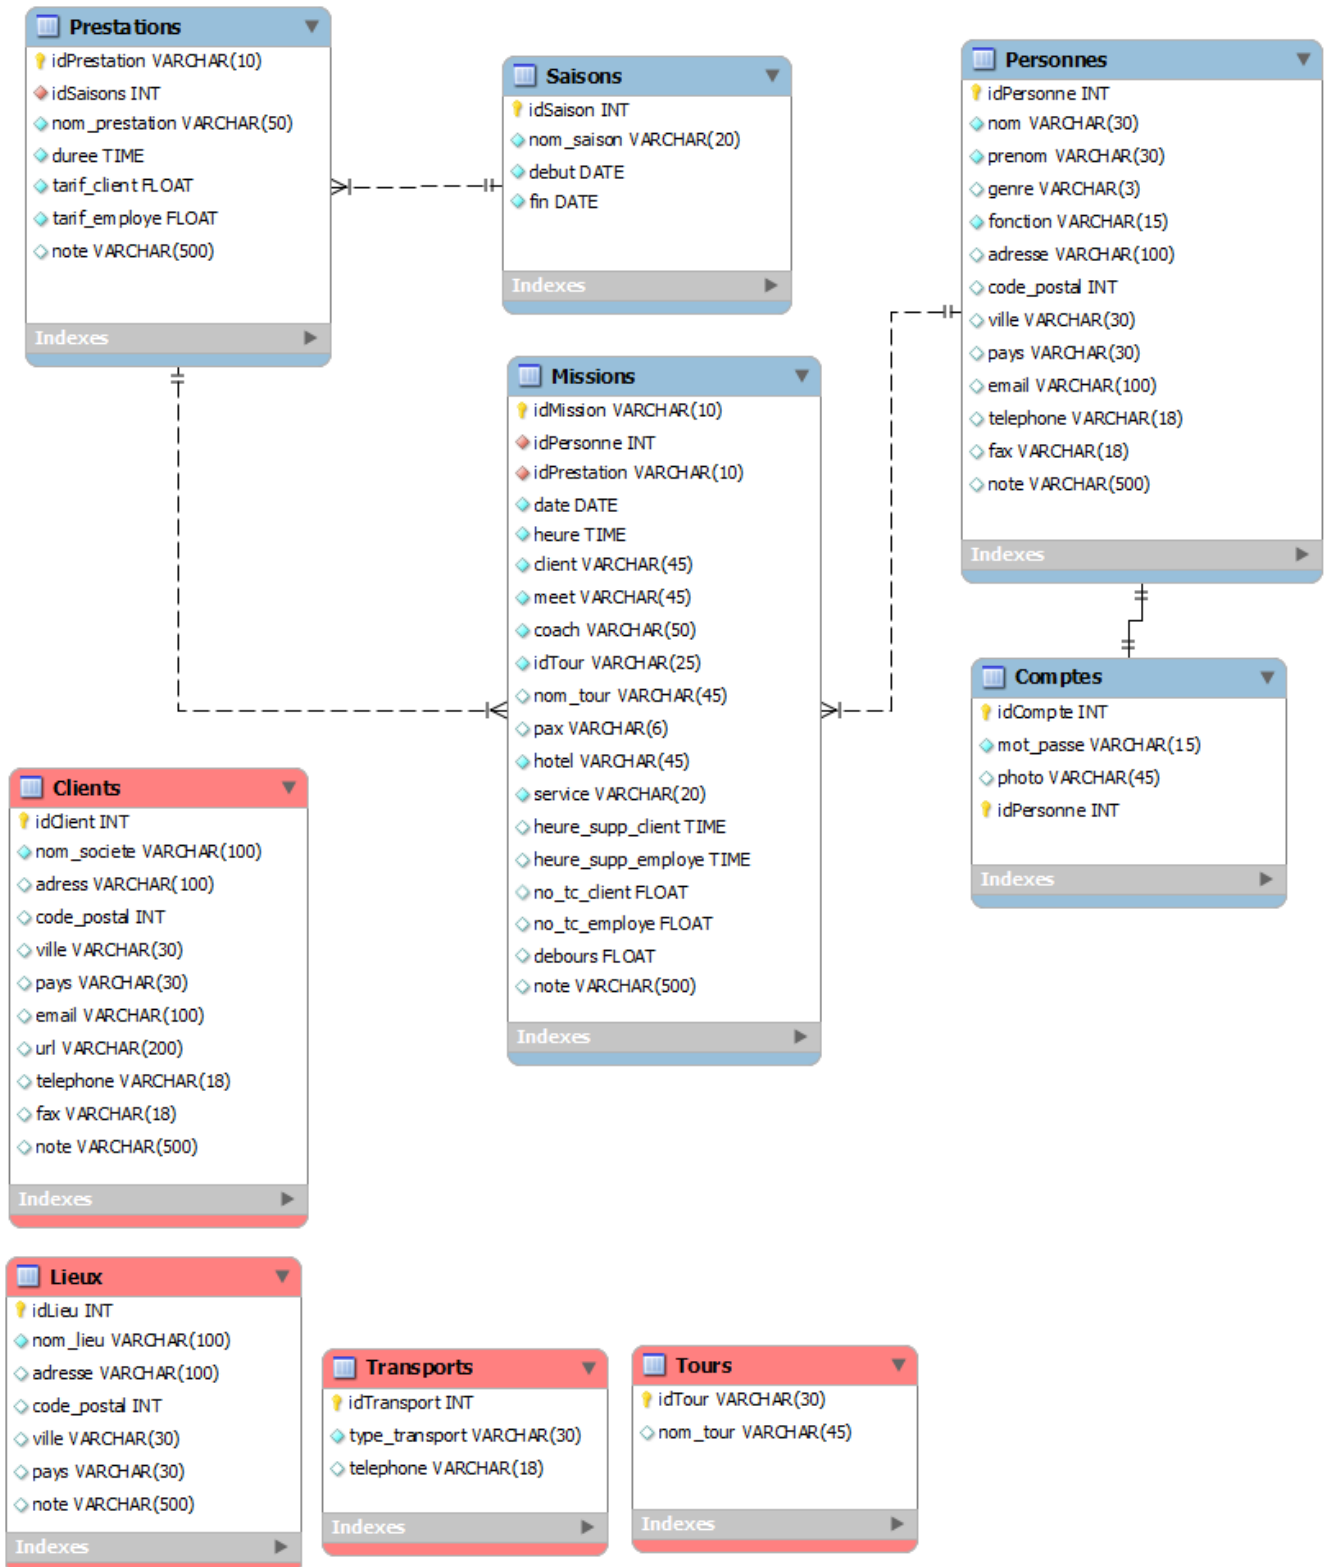 Prestations
idPrestation VARCHAR(10)
idSaisons INT
nom_prestation VARCHAR(50)
duree TIME
tarif_client FLOAT
tarif_employe FLOAT
note VARCHAR(500)
Indexes
Saisons
idSaison INT
nom_saison VARCHAR(20)
debut DATE
fin DATE
Indexes
Personnes
idPersonne INT
nom VARCHAR(30)
prenom VARCHAR(30)
genre VARCHAR(3)
fonction VARCHAR(15)
adresse VARCHAR(100)
code_postal INT
ville VARCHAR(30)
pays VARCHAR(30)
email VARCHAR(100)
telephone VARCHAR(18)
fax VARCHAR(18)
note VARCHAR(500)
Indexes
Missions
idMission VARCHAR(10)
idPersonne INT
idPrestation VARCHAR(10)
date DATE
heure TIME
client VARCHAR(45)
meet VARCHAR(45)
coach VARCHAR(50)
idTour VARCHAR(25)
nom_tour VARCHAR(45)
pax VARCHAR(6)
hotel VARCHAR(45)
service VARCHAR(20)
heure_supp_client TIME
heure_supp_employe TIME
no_tc_client FLOAT
no_tc_employe FLOAT
debours FLOAT
note VARCHAR(500)
Indexes
Comptes
idCompte INT
mot_passe VARCHAR(15)
photo VARCHAR(45)
idPersonne INT
Indexes
Clients
idClient INT
nom_societe VARCHAR(100)
adress VARCHAR(100)
code_postal INT
ville VARCHAR(30)
pays VARCHAR(30)
email VARCHAR(100)
url VARCHAR(200)
telephone VARCHAR(18)
fax VARCHAR(18)
note VARCHAR(500)
Indexes
Lieux
idLieu INT
nom_lieu VARCHAR(100)
adresse VARCHAR(100)
code_postal INT
ville VARCHAR(30)
pays VARCHAR(30)
note VARCHAR(500)
Indexes
Transports
idTransport INT
type_transport VARCHAR(30)
telephone VARCHAR(18)
Indexes
Tours
idTour VARCHAR(30)
nom_tour VARCHAR(45)
Indexes